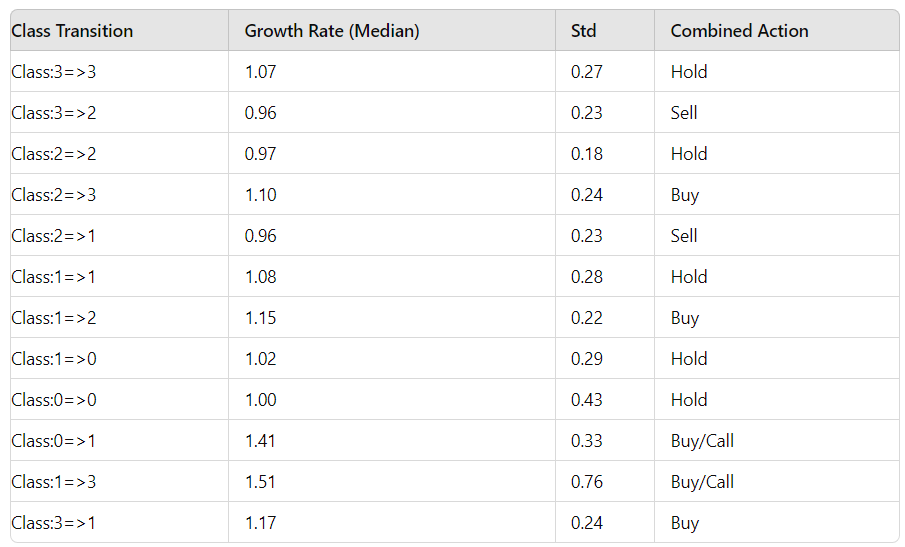 Class Transition Growth Rate (Median) Std Combined Action
Class:3=>3 1.07 0.27 Hold
Class:3=>2 0.96 0.23 Sell
Class:2=>2 0.97 0.18 Hold
Class:2=>3 1.10 0.24 Buy
Class:2=>1 0.96 0.23 Sell
Class:1=>1 1.08 0.28 Hold
Class:1=>2 1.15 0.22 Buy
Class:1=>0 1.02 0.29 Hold
Class:0=>0 1.00 0.43 Hold
Class:0=>1 1.41 0.33 Buy/Call
Class:1=>3 1.51 0.76 Buy/Call
Class:3=>1 1.17 0.24 Buy